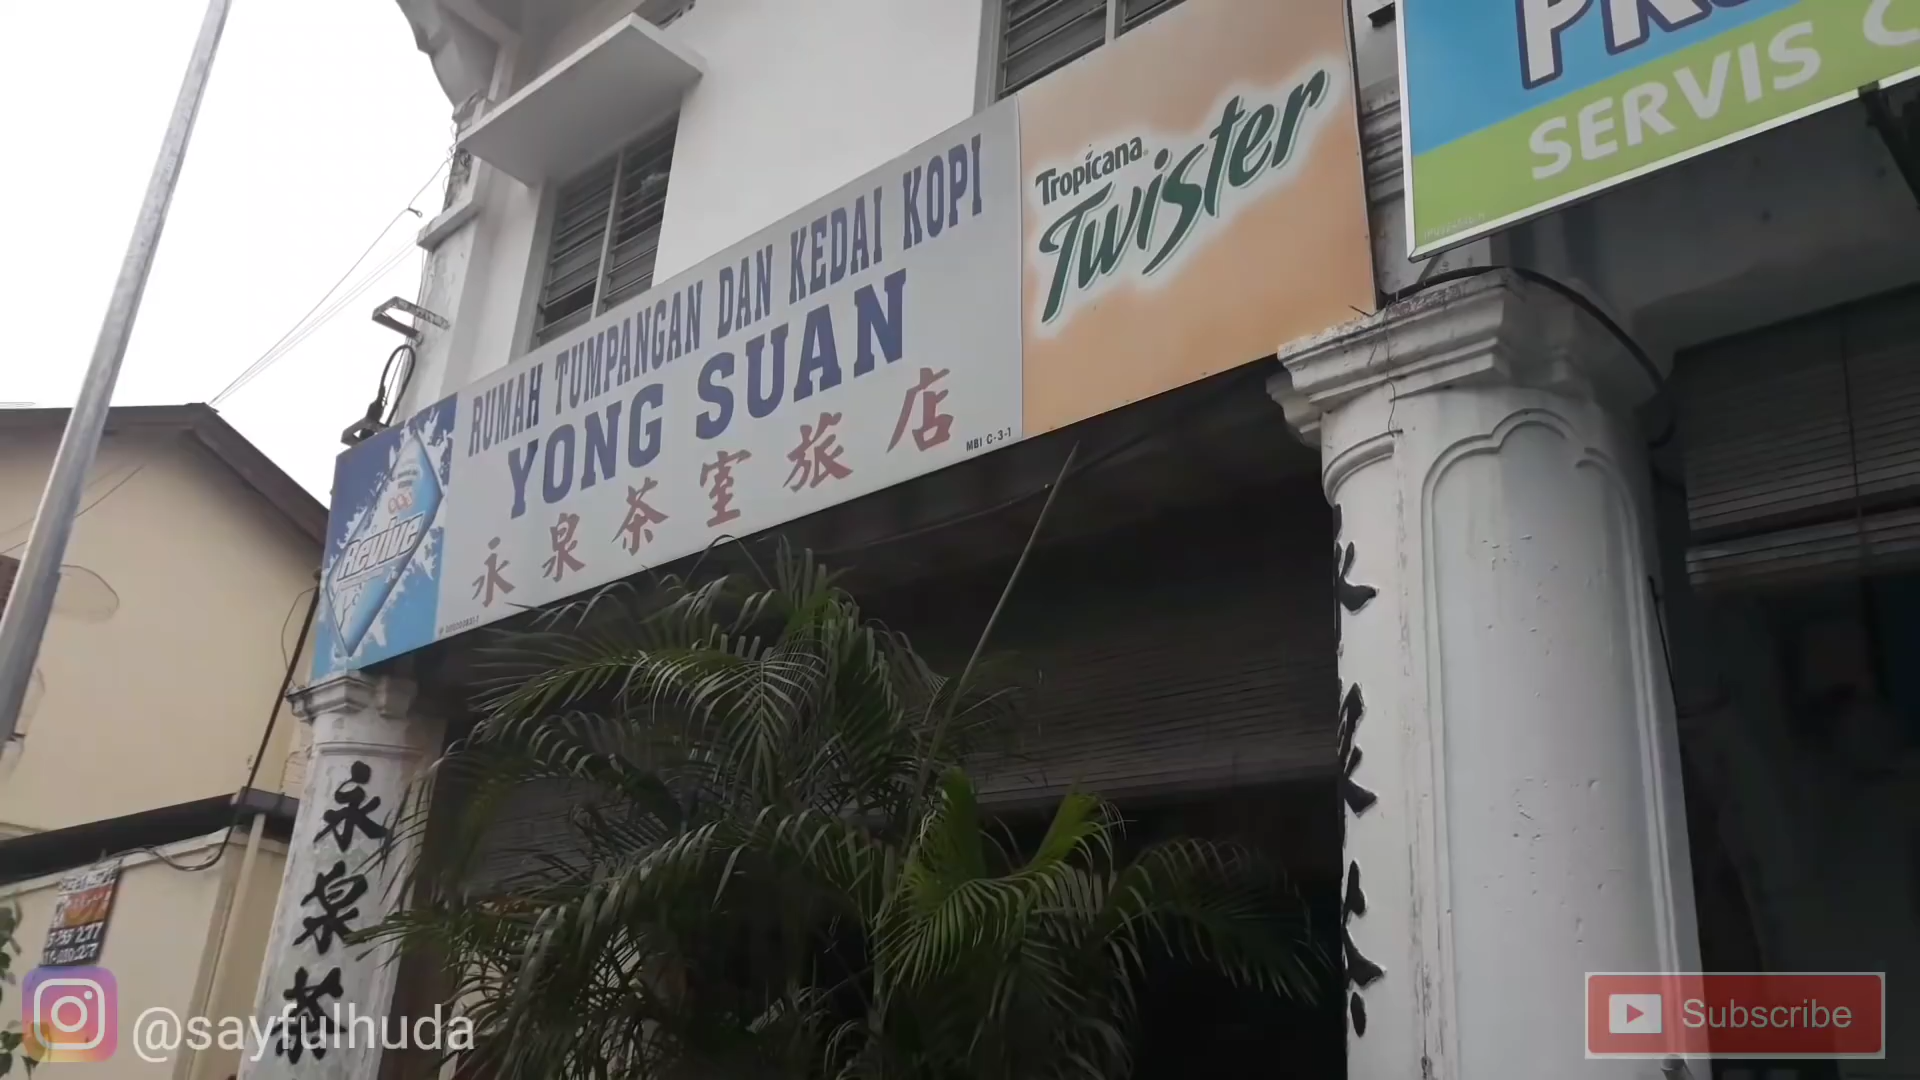 RUMAH TUMPANGAN DAN KEDAI KOPI
YONG SUAN
永泉茶室旅店
MBI C-3-1
Revive
Tropicana
Twister
SERVIS
永泉茶
@sayfulhuda
Subscribe